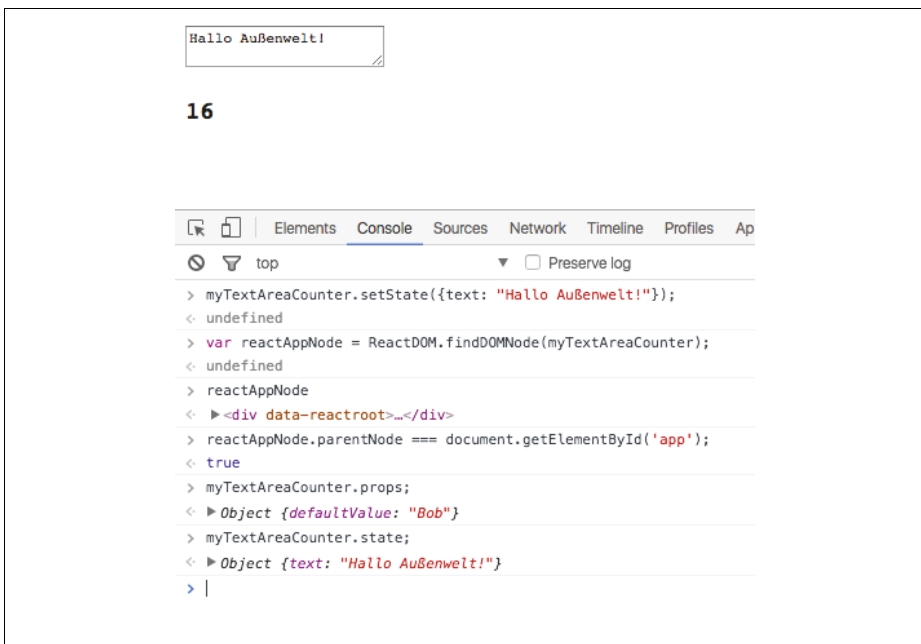 Hallo Außenwelt!
16
Elements Console Sources Network Timeline Profiles Ap
top ▼ Preserve log
> myTextAreaCounter.setState({text: "Hallo Außenwelt!"});
< undefined
> var reactAppNode = ReactDOM.findDOMNode(myTextAreaCounter);
< undefined
> reactAppNode
< ▶<div data-reactroot>…</div>
> reactAppNode.parentNode === document.getElementById('app');
< true
> myTextAreaCounter.props;
< ▶Object {defaultValue: "Bob"}
> myTextAreaCounter.state;
< ▶Object {text: "Hallo Außenwelt!"}
>